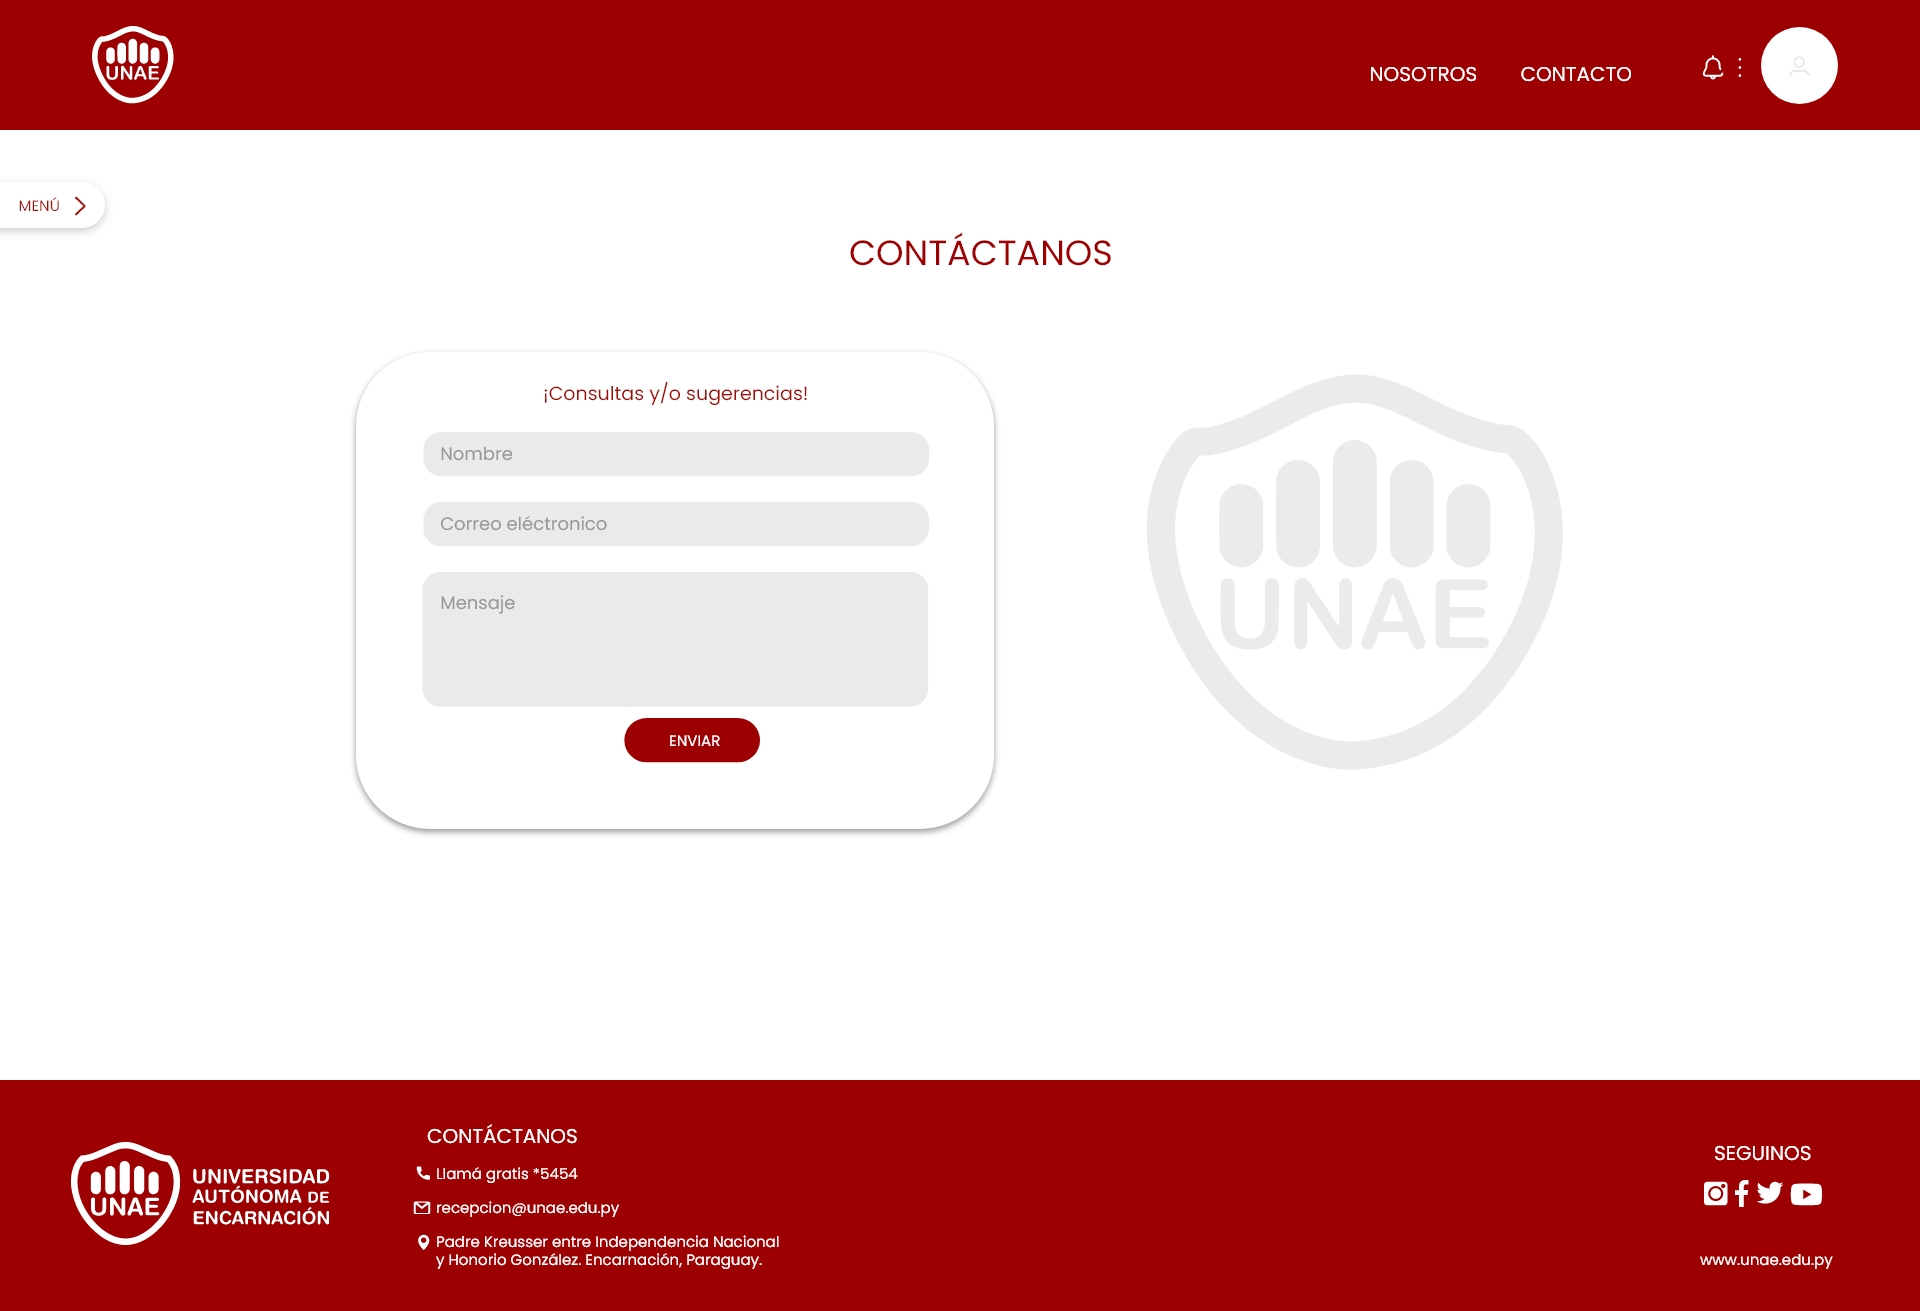 UNAE
NOSOTROS
CONTACTO
MENÚ
CONTÁCTANOS
¡Consultas y/o sugerencias!
Nombre
Correo eléctronico
Mensaje
ENVIAR
UNAE
UNAE
UNIVERSIDAD
AUTÓNOMA DE
ENCARNACIÓN
CONTÁCTANOS
Llamá gratis *5454
recepcion@unae.edu.py
Padre Kreusser entre Independencia Nacional
y Honorio González. Encarnación, Paraguay.
SEGUINOS
www.unae.edu.py